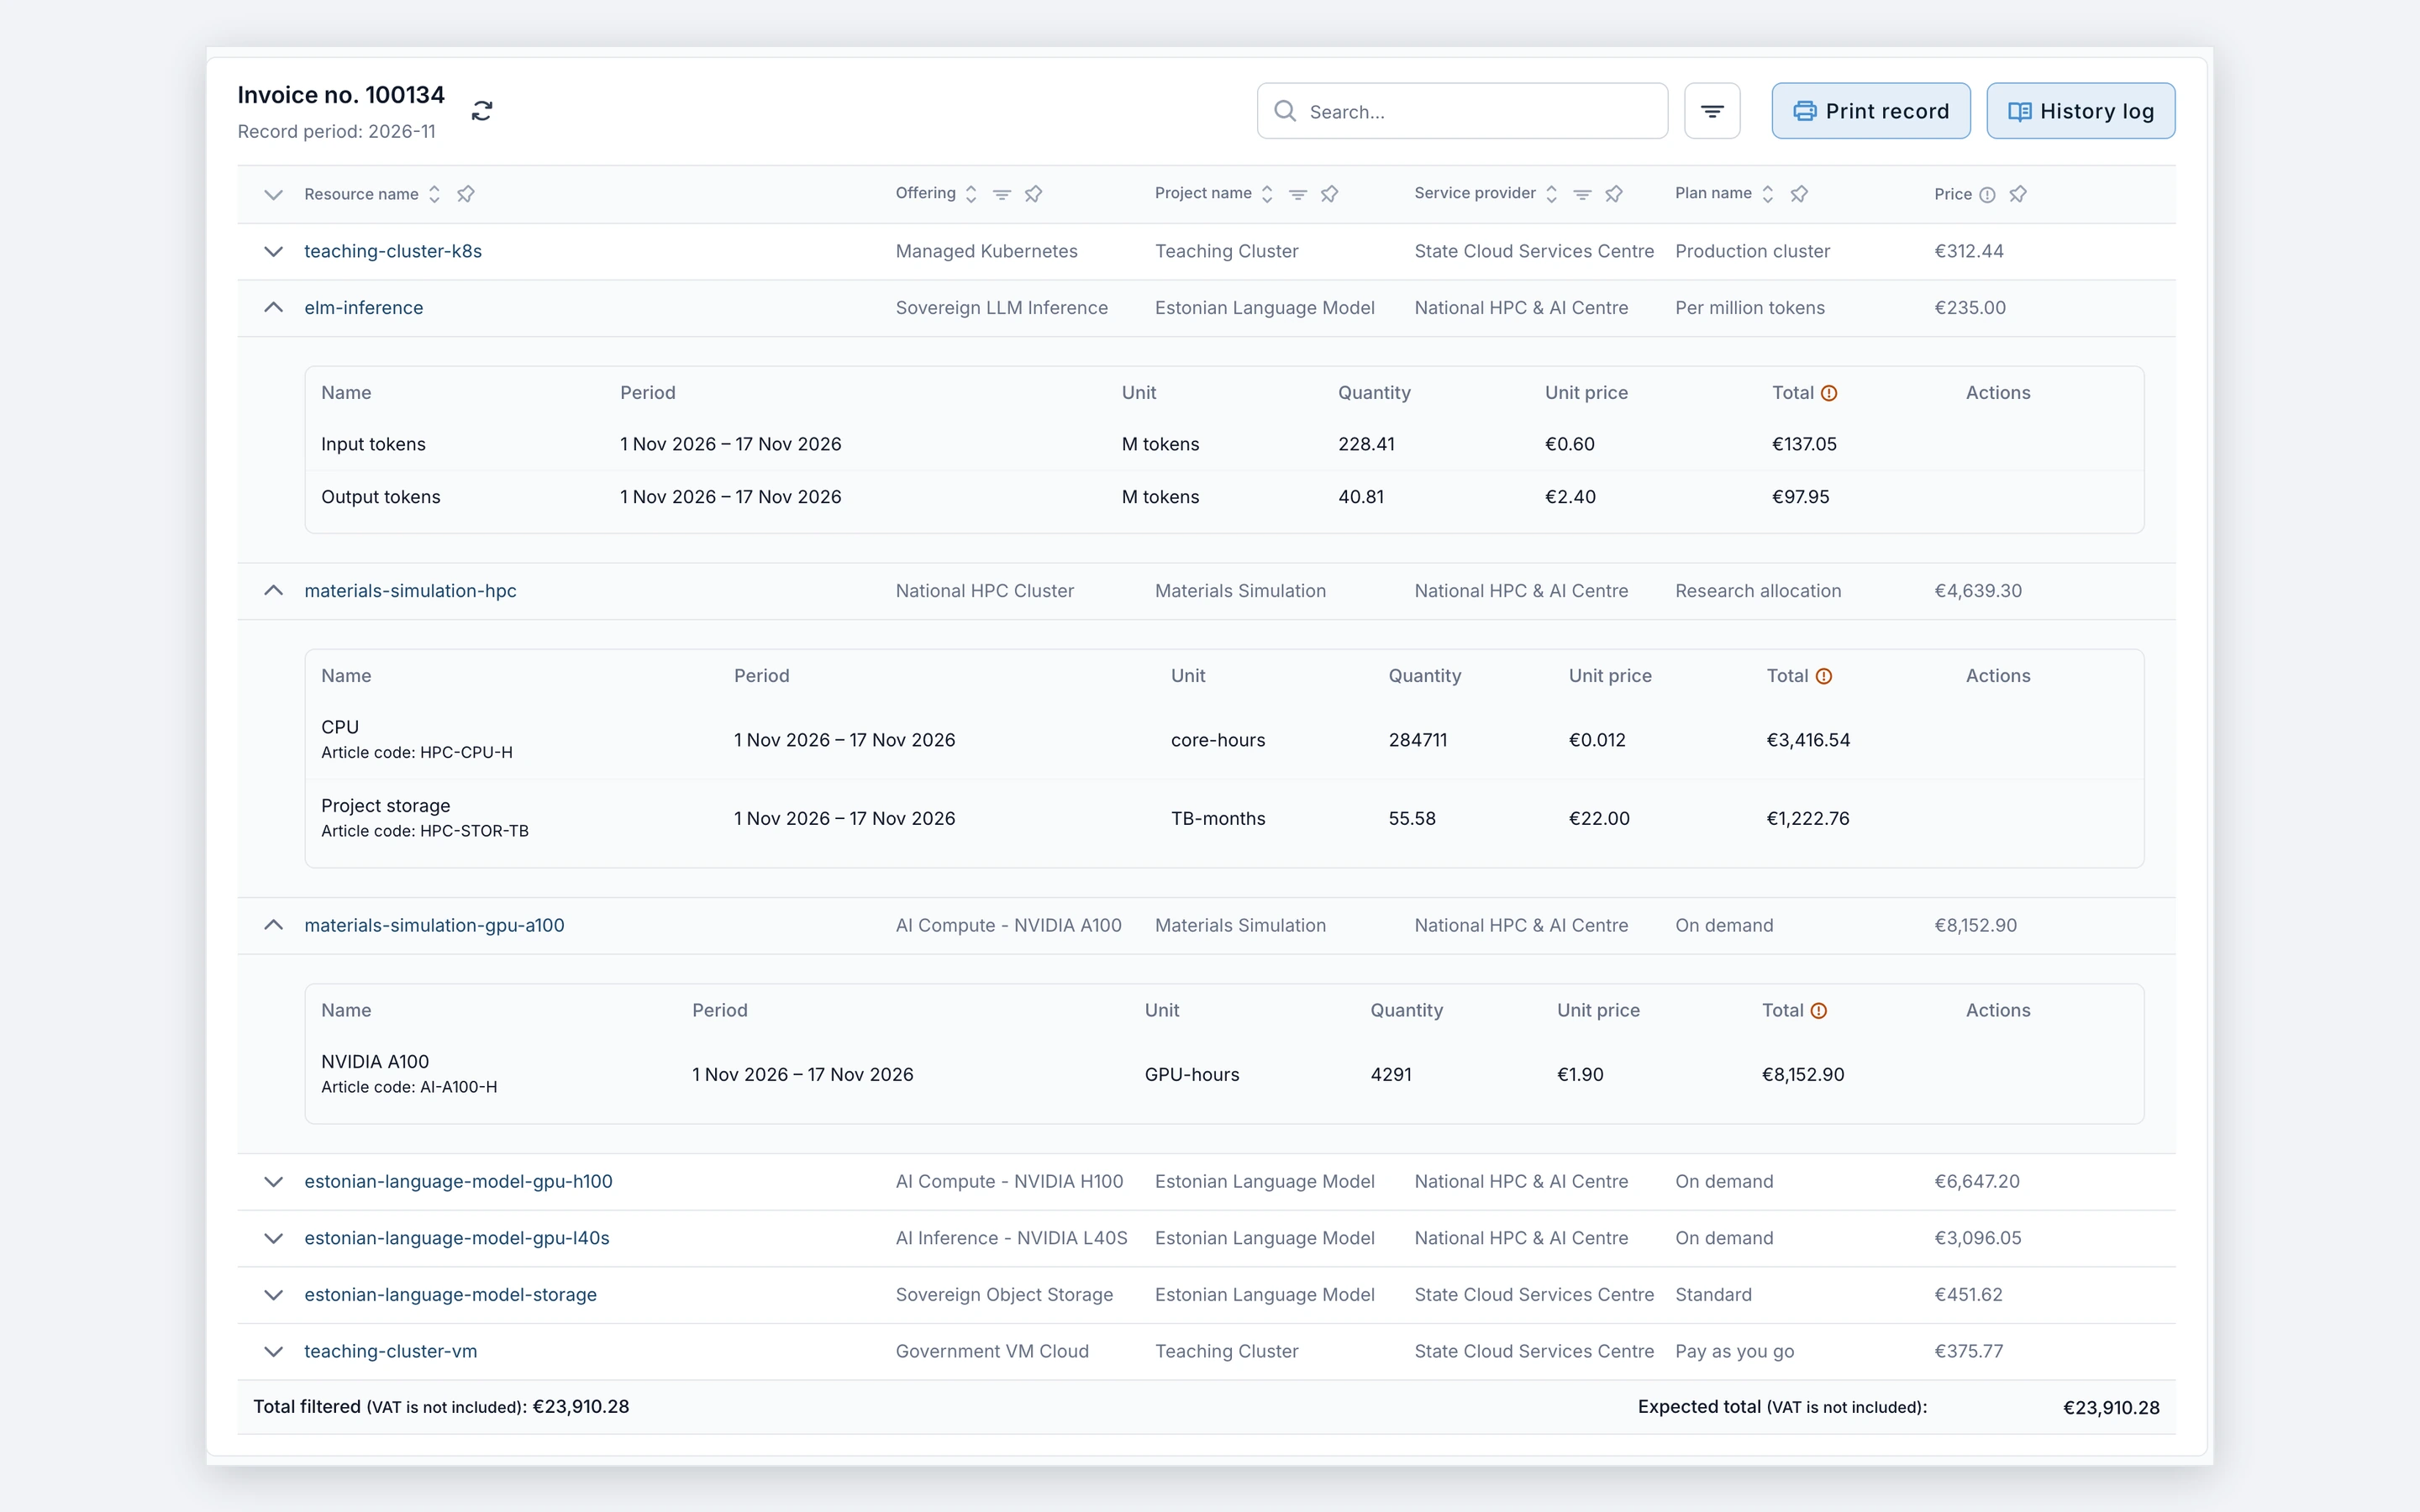 Invoice no. 100134
Record period: 2026-11
Search...
Print record
History log
Resource name Offering Project name Service provider Plan name Price
teaching-cluster-k8s Managed Kubernetes Teaching Cluster State Cloud Services Centre Production cluster €312.44
elm-inference Sovereign LLM Inference Estonian Language Model National HPC & AI Centre Per million tokens €235.00
Name Period Unit Quantity Unit price Total Actions
Input tokens 1 Nov 2026 – 17 Nov 2026 M tokens 228.41 €0.60 €137.05
Output tokens 1 Nov 2026 – 17 Nov 2026 M tokens 40.81 €2.40 €97.95
materials-simulation-hpc National HPC Cluster Materials Simulation National HPC & AI Centre Research allocation €4,639.30
Name Period Unit Quantity Unit price Total Actions
CPU
Article code: HPC-CPU-H
1 Nov 2026 – 17 Nov 2026 core-hours 284711 €0.012 €3,416.54
Project storage
Article code: HPC-STOR-TB
1 Nov 2026 – 17 Nov 2026 TB-months 55.58 €22.00 €1,222.76
materials-simulation-gpu-a100 AI Compute - NVIDIA A100 Materials Simulation National HPC & AI Centre On demand €8,152.90
Name Period Unit Quantity Unit price Total Actions
NVIDIA A100
Article code: AI-A100-H
1 Nov 2026 – 17 Nov 2026 GPU-hours 4291 €1.90 €8,152.90
estonian-language-model-gpu-h100 AI Compute - NVIDIA H100 Estonian Language Model National HPC & AI Centre On demand €6,647.20
estonian-language-model-gpu-l40s AI Inference - NVIDIA L40S Estonian Language Model National HPC & AI Centre On demand €3,096.05
estonian-language-model-storage Sovereign Object Storage Estonian Language Model State Cloud Services Centre Standard €451.62
teaching-cluster-vm Government VM Cloud Teaching Cluster State Cloud Services Centre Pay as you go €375.77
Total filtered (VAT is not included): €23,910.28 Expected total (VAT is not included): €23,910.28